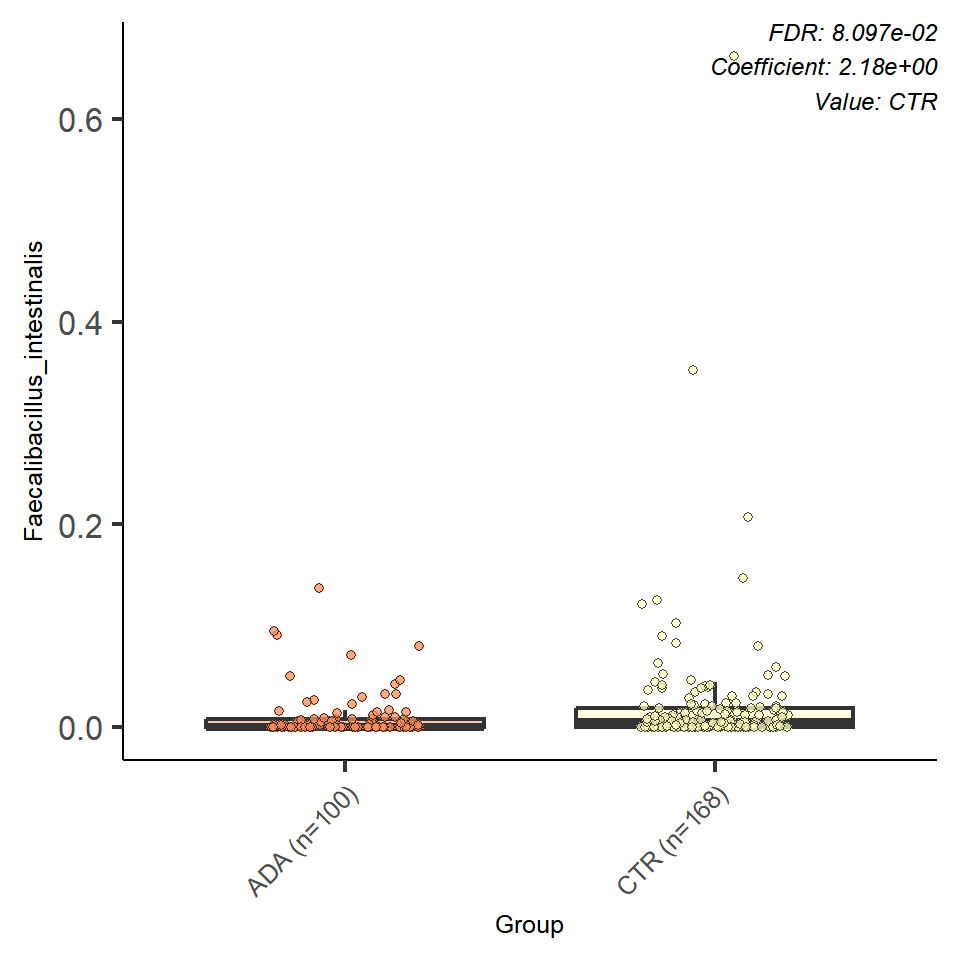 FDR: 8.097e-02
Coefficient: 2.18e+00
Value: CTR
Faecalibacillus_intestinalis
0.6
0.4
0.2
0.0
ADA (n=100)
CTR (n=168)
Group